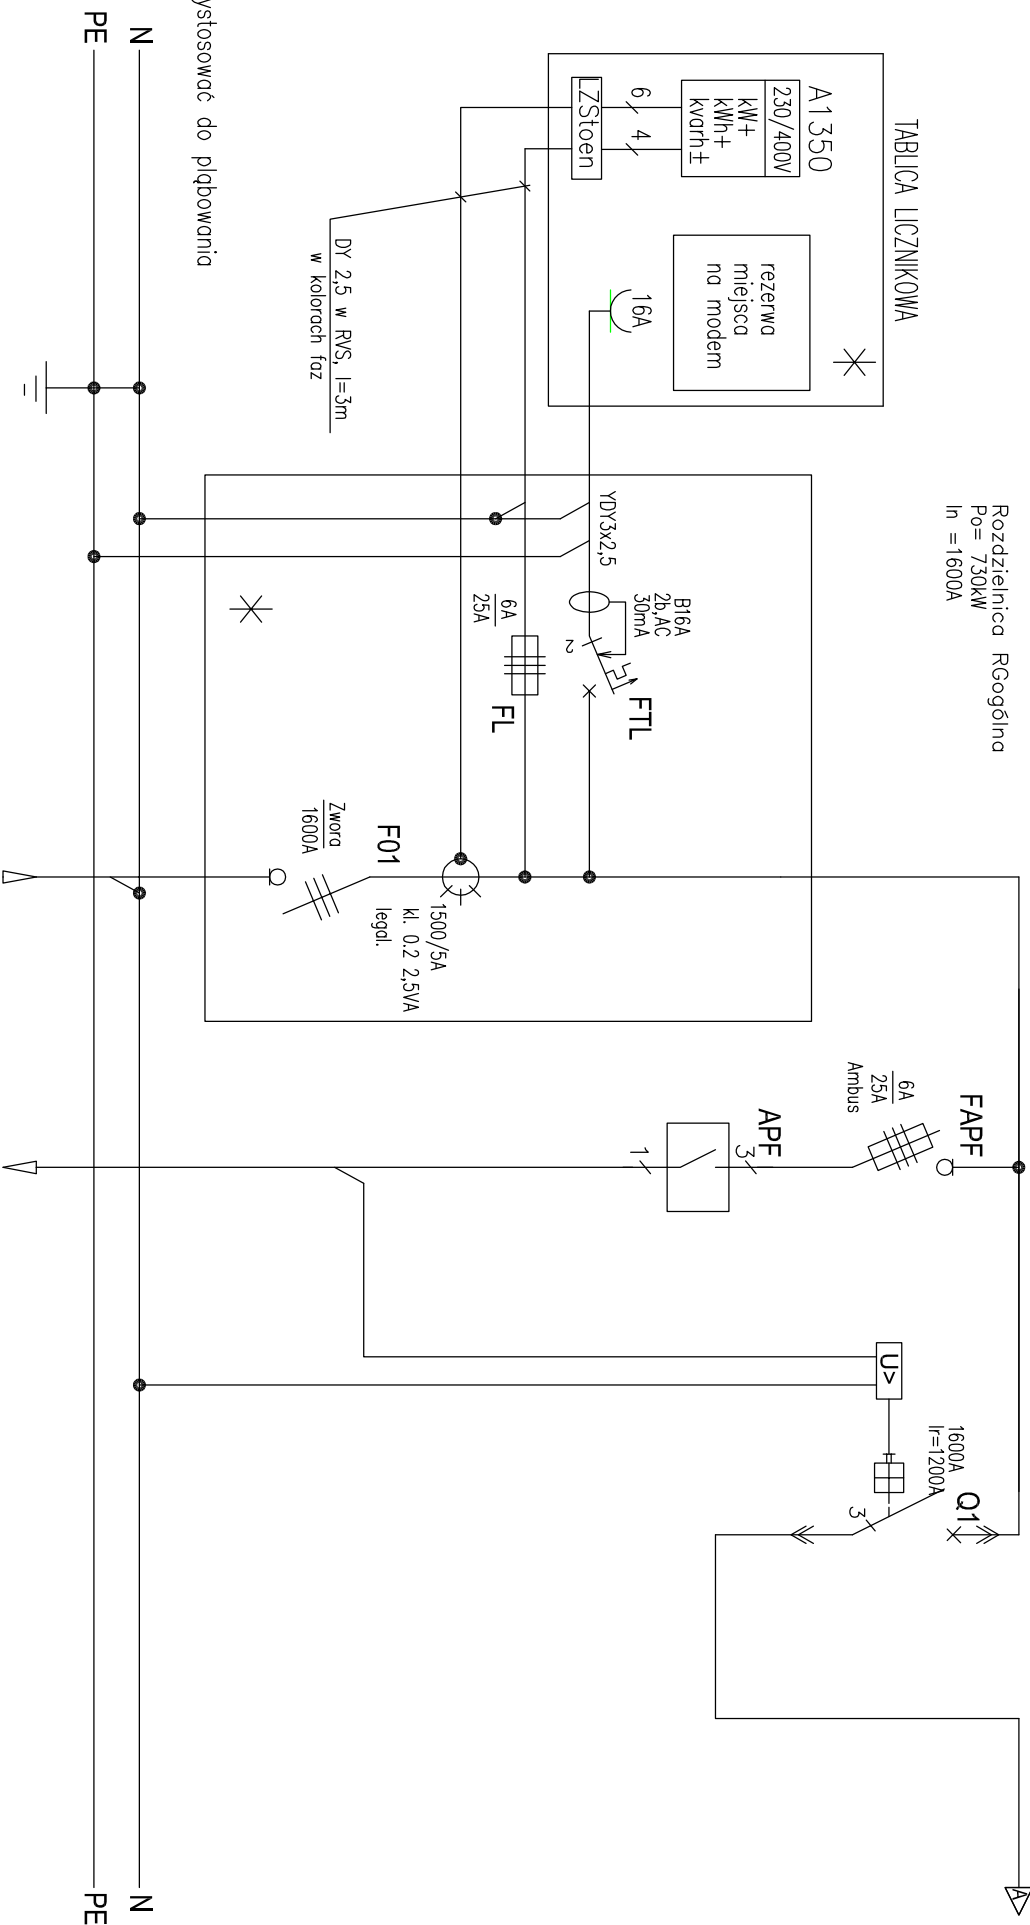 Rozdzielnica RGogólna
Po= 730kW
In =1600A
TABLICA LICZNIKOWA
A1350
230/400V
kW+
kWh+
kvarh±
6
4
LZStoen
rezerwa
miejsca
na modem
16A
DY 2,5 w RVS, l=3m
w kolorach faz
ystosować do pląbowania
YDY3x2,5
B16A
2b,AC
30mA
2
FTL
6A
25A
FL
1500/5A
kl. 0.2 2,5VA
legal.
F01
Zwora
1600A
FAPF
6A
25A
Ambus
APF
3
1
U>
1600A
Ir=1200A
Q1
3
A
N
PE
N
PE